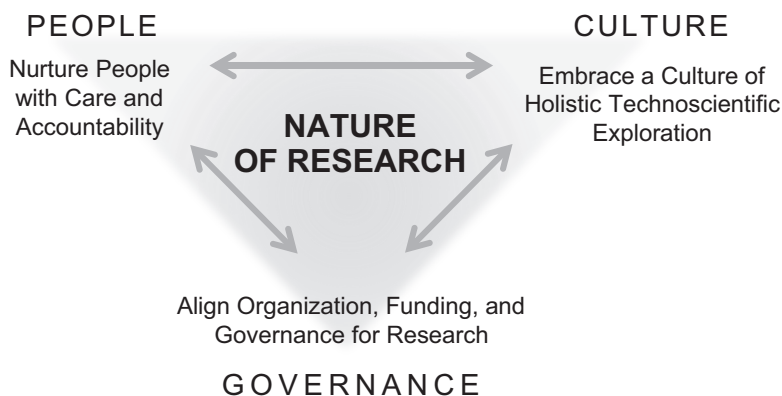 PEOPLE
Nurture People
with Care and
Accountability
CULTURE
Embrace a Culture of
Holistic Technoscientific
Exploration
NATURE
OF RESEARCH
Align Organization, Funding, and
Governance for Research
GOVERNANCE